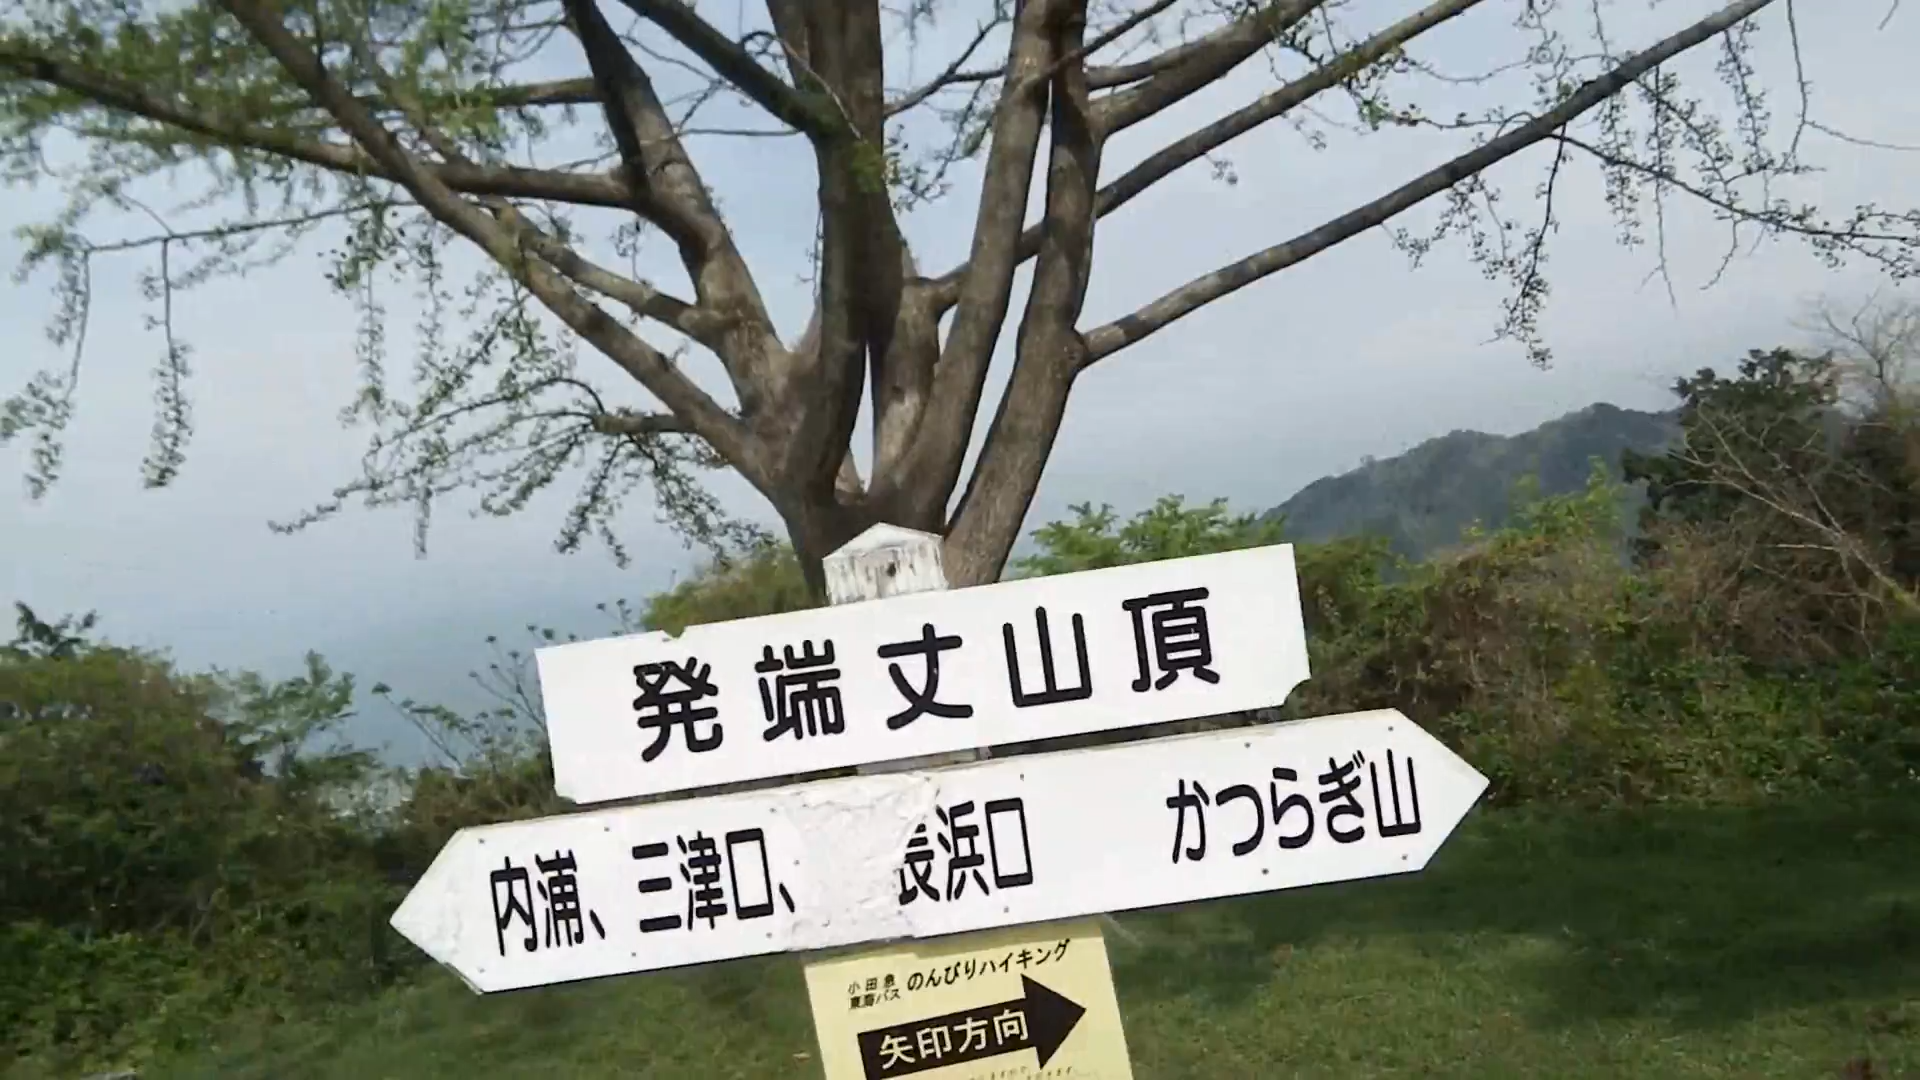 発端丈山頂
内浦、三津口、 長浜口 かつらぎ山
小田急
東海バス のんびりハイキング
矢印方向